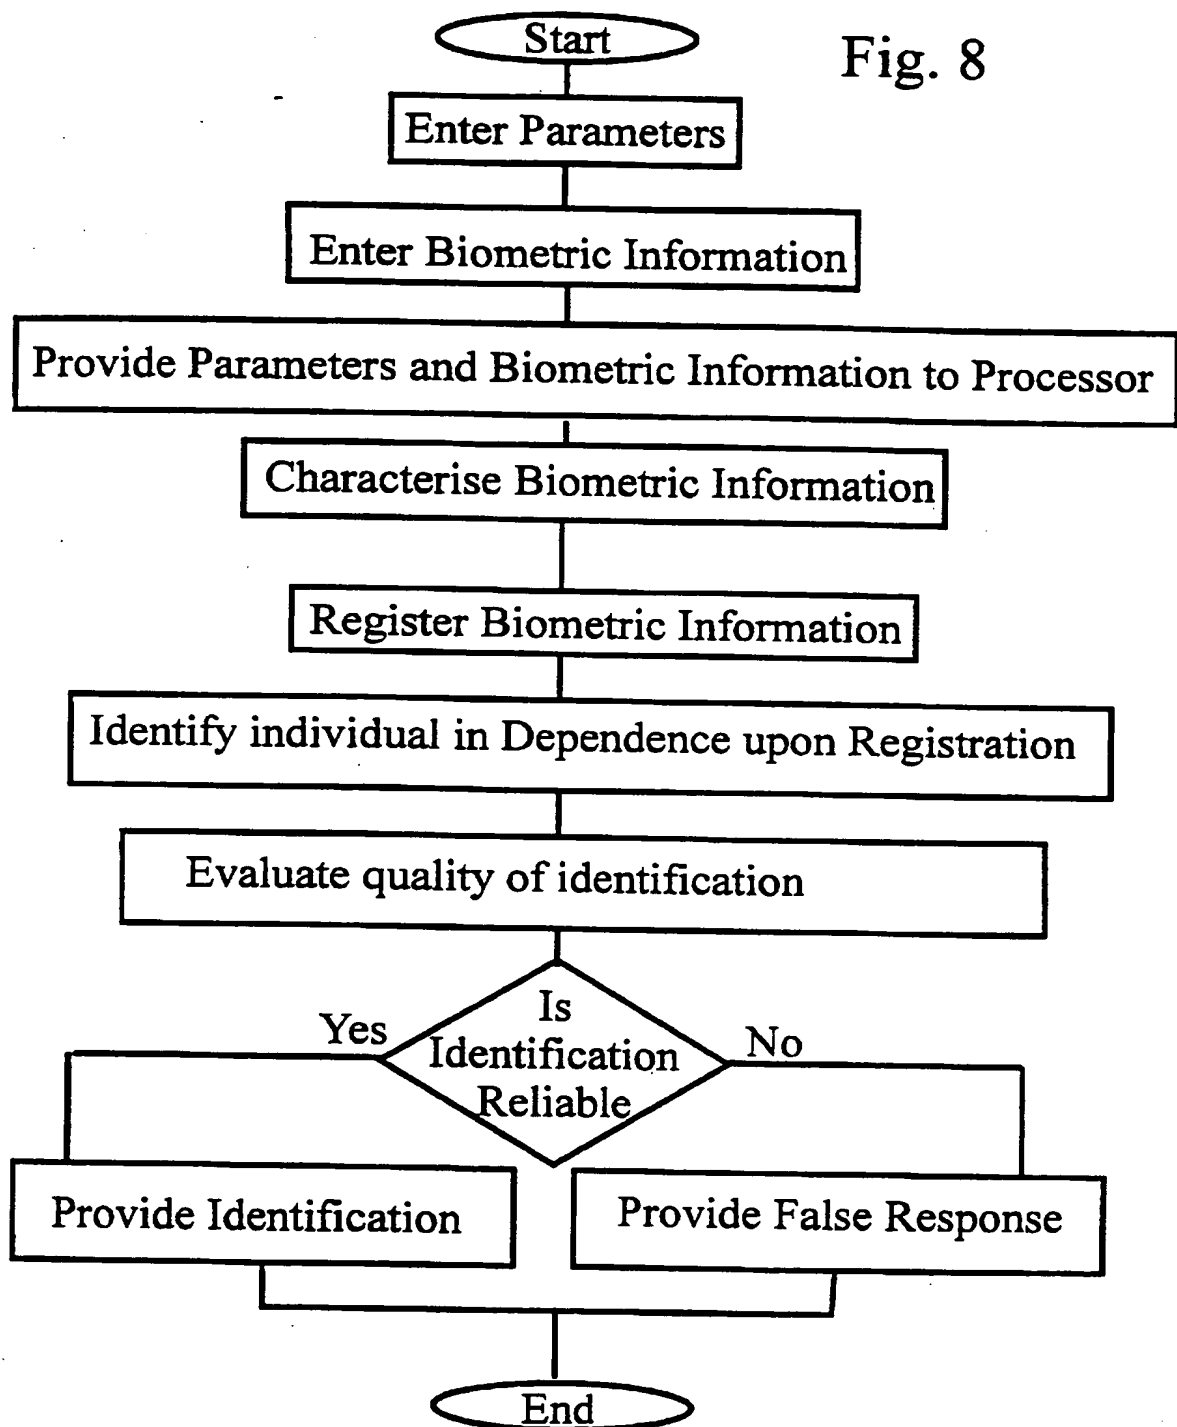 Start
Fig. 8
Enter Parameters
Enter Biometric Information
Provide Parameters and Biometric Information to Processor
Characterise Biometric Information
Register Biometric Information
Identify individual in Dependence upon Registration
Evaluate quality of identification
Is
Identification
Reliable
Yes
No
Provide Identification
Provide False Response
End